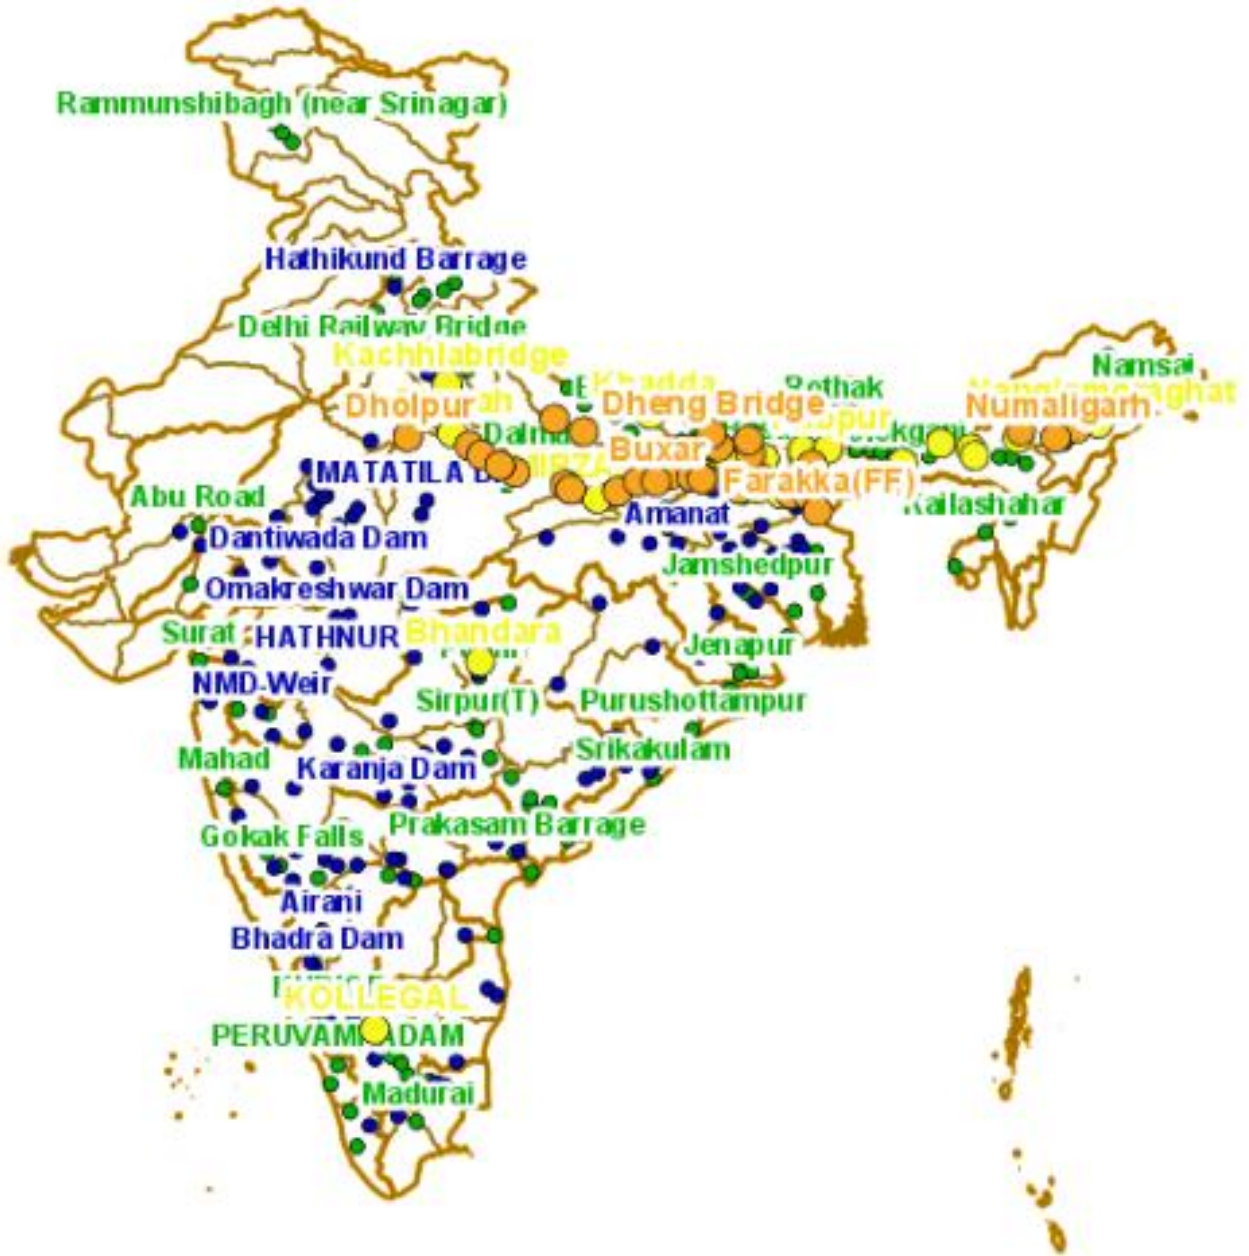 Rammunshibagh (near Srinagar)
Hathikund Barrage
Delhi Railway Bridge
Kachhlabridge
Namsai
Khadda
Rothak
Dholpur
Dheng Bridge
Numaligarh
Buxar
MATATILA
Farakka(FF)
Abu Road
Kailashahar
Amanat
Dantiwada Dam
Jamshedpur
Omakreshwar Dam
Surat
HATHNUR
Bhandara
Jenapur
NMD-Weir
Sirpur(T)
Purushottampur
Mahad
Srikakulam
Karanja Dam
Gokak Falls
Prakasam Barrage
Airani
Bhadra Dam
KOLLEGAL
Madurai